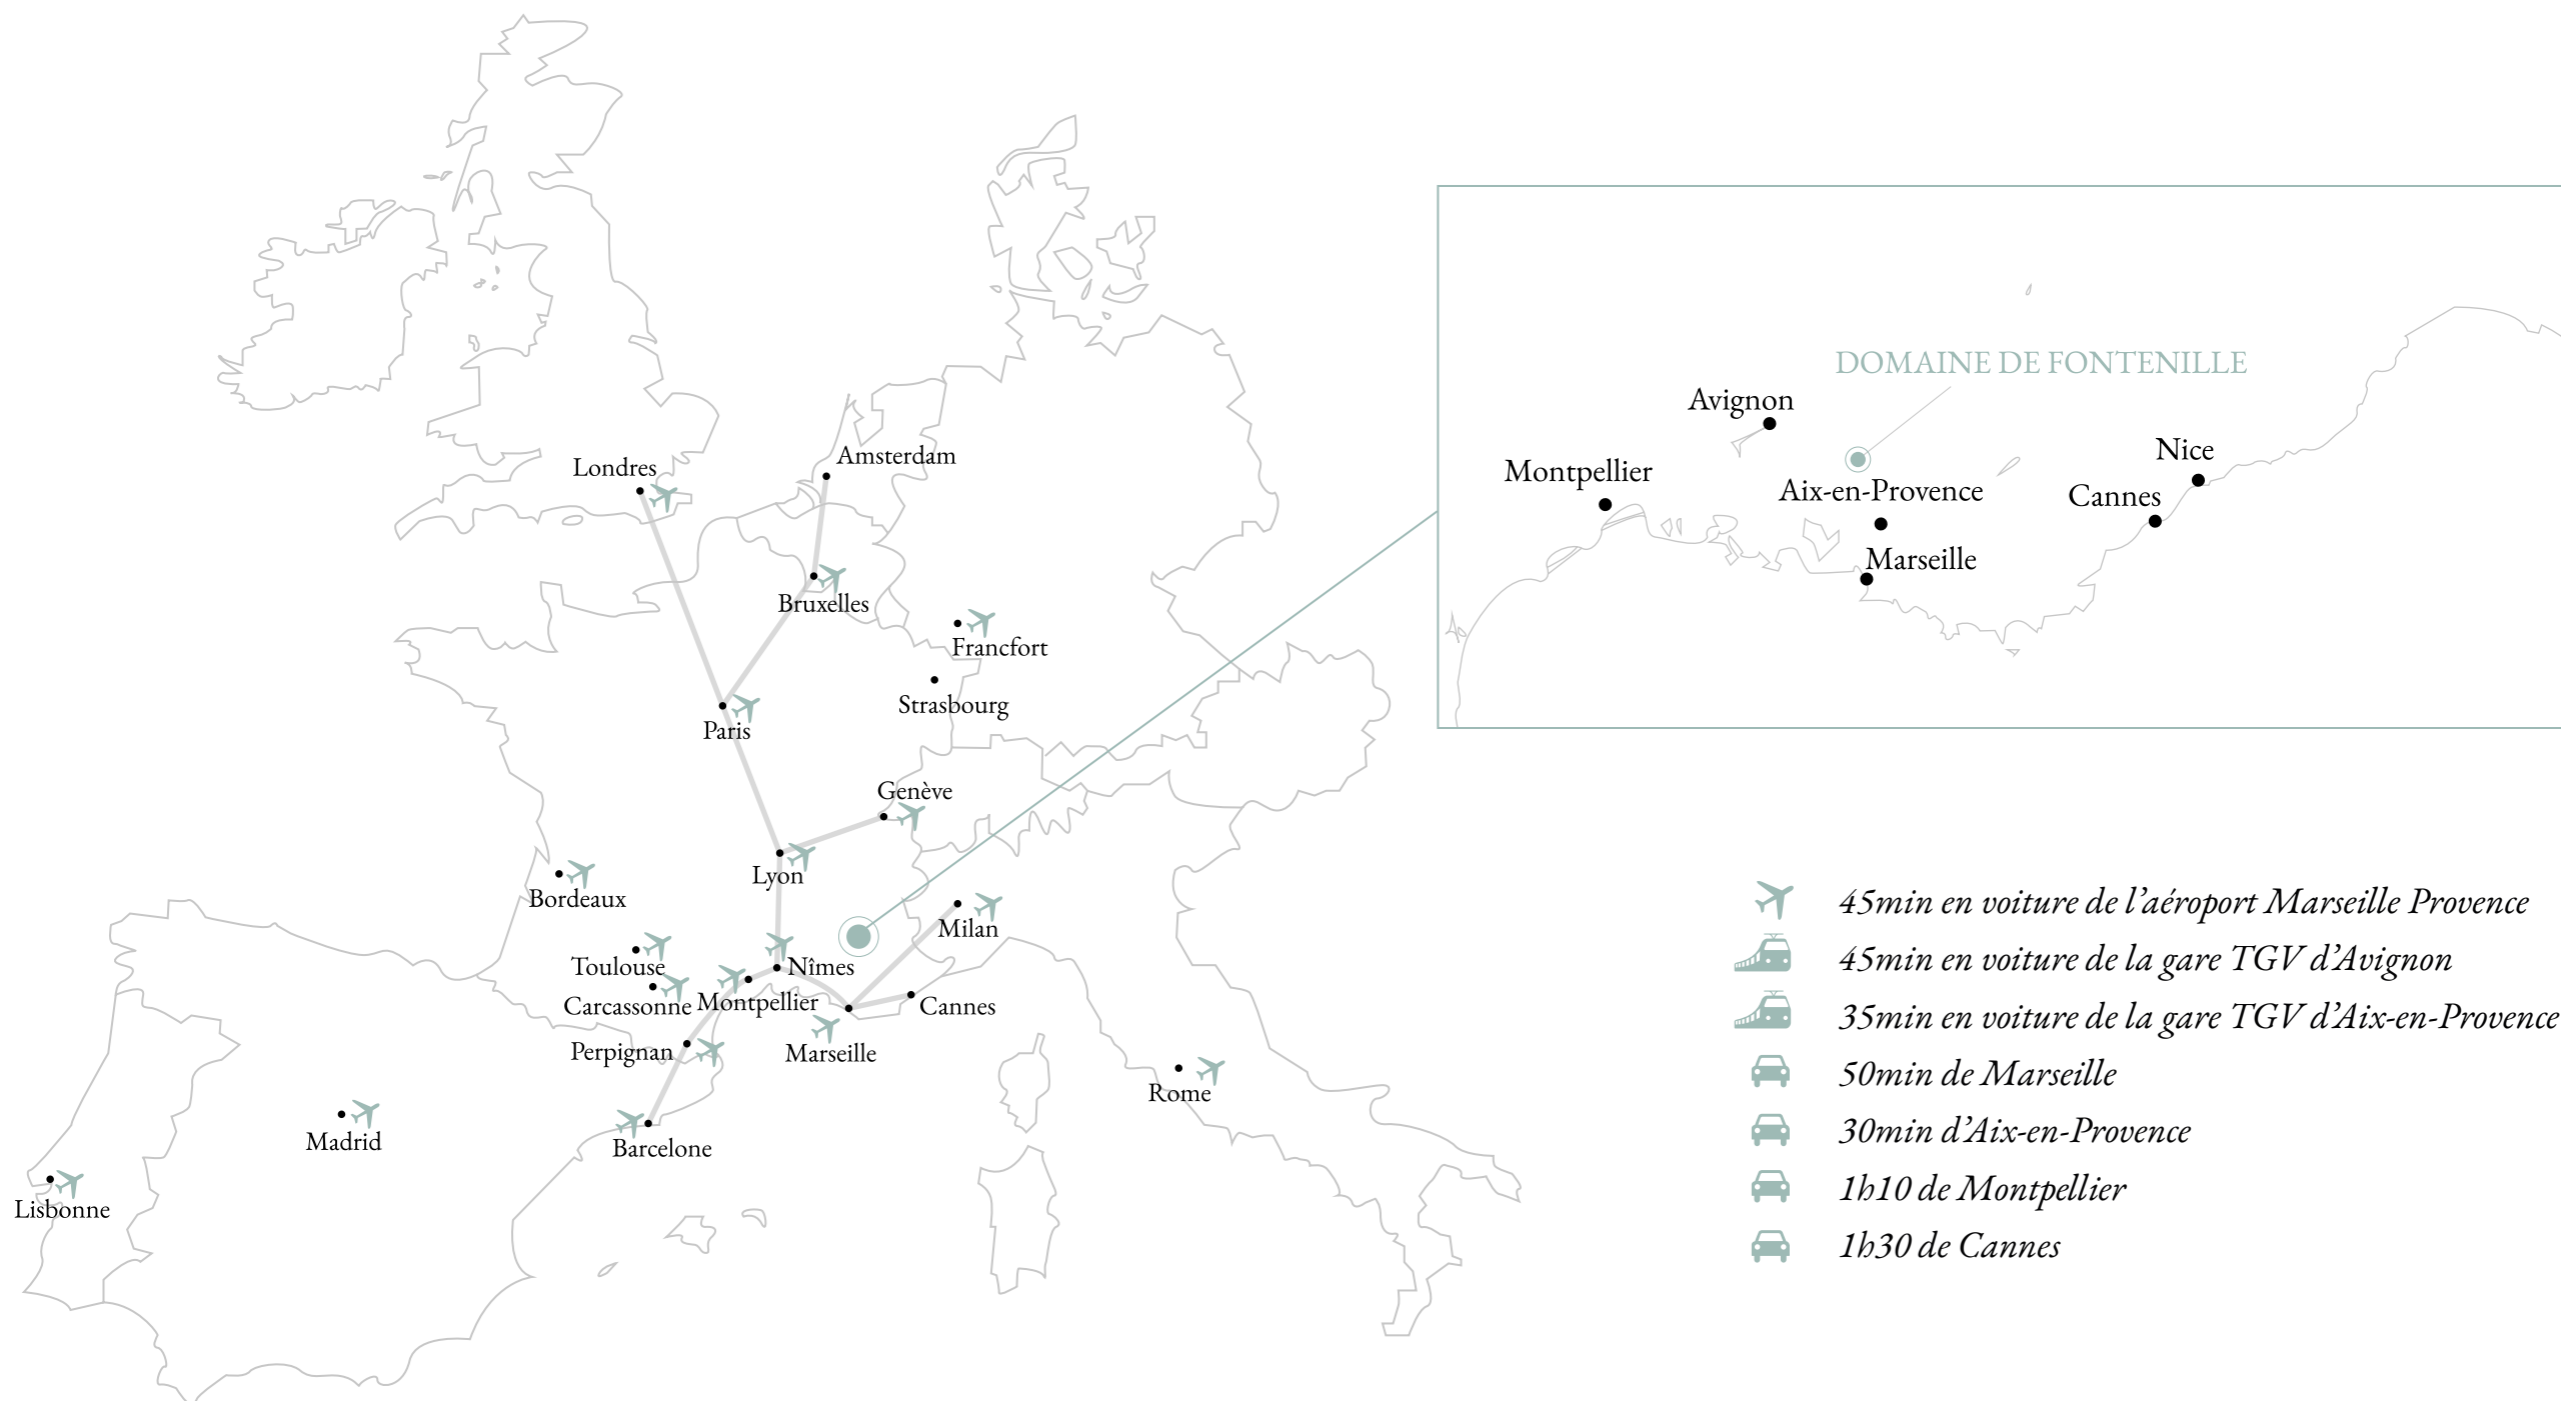 Londres
Amsterdam
Bruxelles
Francfort
Strasbourg
Paris
Genève
Lyon
Bordeaux
Milan
Toulouse
Nîmes
Carcassonne
Montpellier
Cannes
Perpignan
Marseille
Rome
Madrid
Barcelone
Lisbonne
DOMAINE DE FONTENILLE
Avignon
Nice
Montpellier
Aix-en-Provence
Cannes
Marseille
45min en voiture de l’aéroport Marseille Provence
45min en voiture de la gare TGV d’Avignon
35min en voiture de la gare TGV d’Aix-en-Provence
50min de Marseille
30min d’Aix-en-Provence
1h10 de Montpellier
1h30 de Cannes